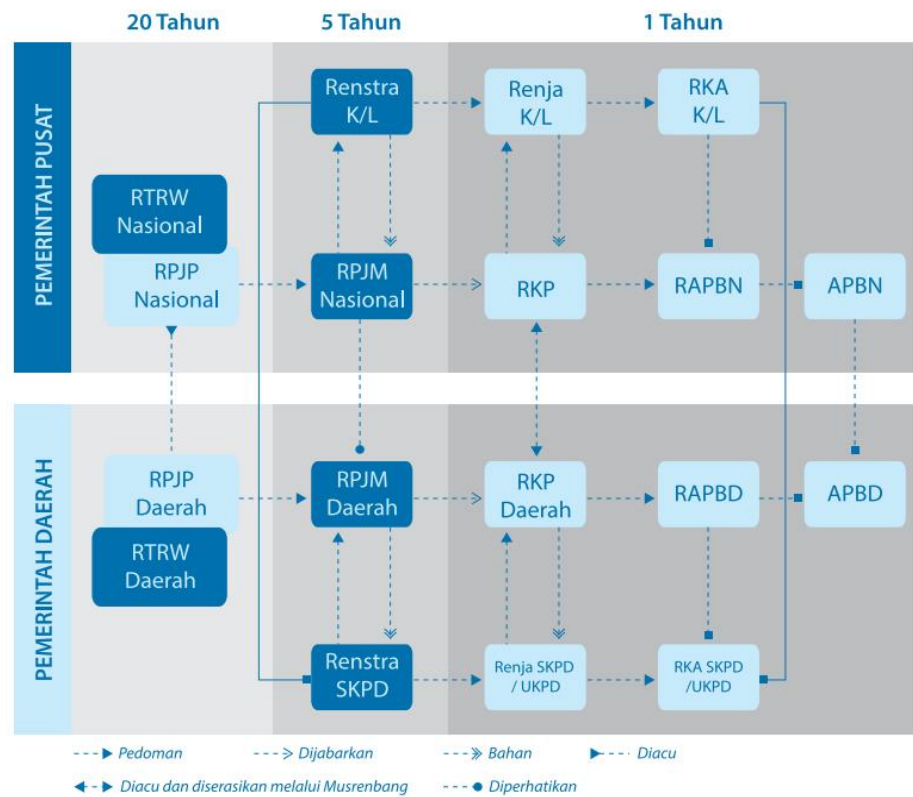 20 Tahun
5 Tahun
1 Tahun
PEMERINTAH PUSAT
Renstra
K/L
Renja
K/L
RKA
K/L
RTRW
Nasional
RPJP
Nasional
RPJM
Nasional
RKP
RAPBN
APBN
PEMERINTAH DAERAH
RPJP
Daerah
RPJM
Daerah
RKP
Daerah
RAPBD
APBD
RTRW
Daerah
Renstra
SKPD
Renja SKPD
/ UKPD
RKA SKPD
/UKPD
Pedoman
Dijabarkan
Bahan
Diacu
Diacu dan diserasikan melalui Musrenbang
Diperhatikan